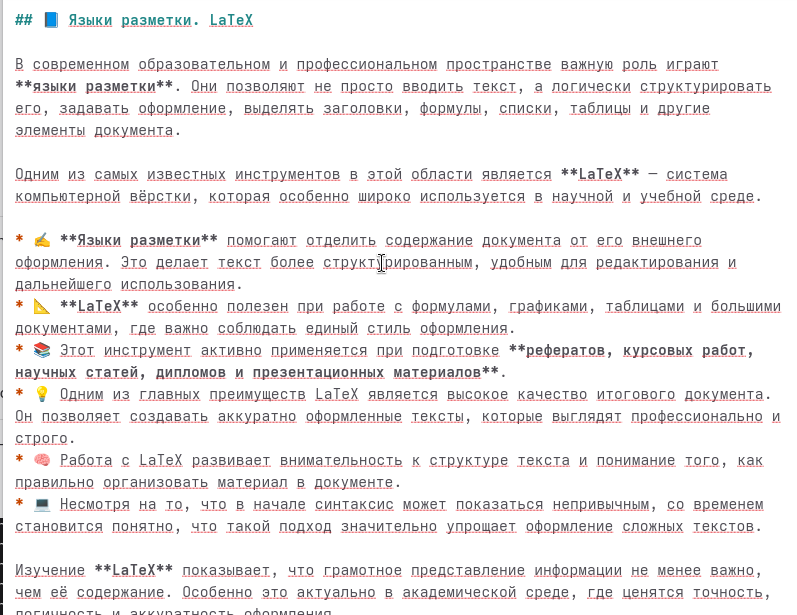 ## 📘 Языки разметки. LaTeX
В современном образовательном и профессиональном пространстве важную роль играют
**языки разметки**. Они позволяют не просто вводить текст, а логически структурировать
его, задавать оформление, выделять заголовки, формулы, списки, таблицы и другие
элементы документа.
Одним из самых известных инструментов в этой области является **LaTeX** — система
компьютерной вёрстки, которая особенно широко используется в научной и учебной среде.
* ✍️ **Языки разметки** помогают отделить содержание документа от его внешнего
оформления. Это делает текст более структурированным, удобным для редактирования и
дальнейшего использования.
* 📐 **LaTeX** особенно полезен при работе с формулами, графиками, таблицами и большими
документами, где важно соблюдать единый стиль оформления.
* 📚 Этот инструмент активно применяется при подготовке **рефератов, курсовых работ,
научных статей, дипломов и презентационных материалов**.
* 💡 Одним из главных преимуществ LaTeX является высокое качество итогового документа.
Он позволяет создавать аккуратно оформленные тексты, которые выглядят профессионально и
строго.
* 🧠 Работа с LaTeX развивает внимательность к структуре текста и понимание того, как
правильно организовать материал в документе.
* 💻 Несмотря на то, что в начале синтаксис может показаться непривычным, со временем
становится понятно, что такой подход значительно упрощает оформление сложных текстов.
Изучение **LaTeX** показывает, что грамотное представление информации не менее важно,
чем её содержание. Особенно это актуально в академической среде, где ценятся точность,
логичность и аккуратность оформления.